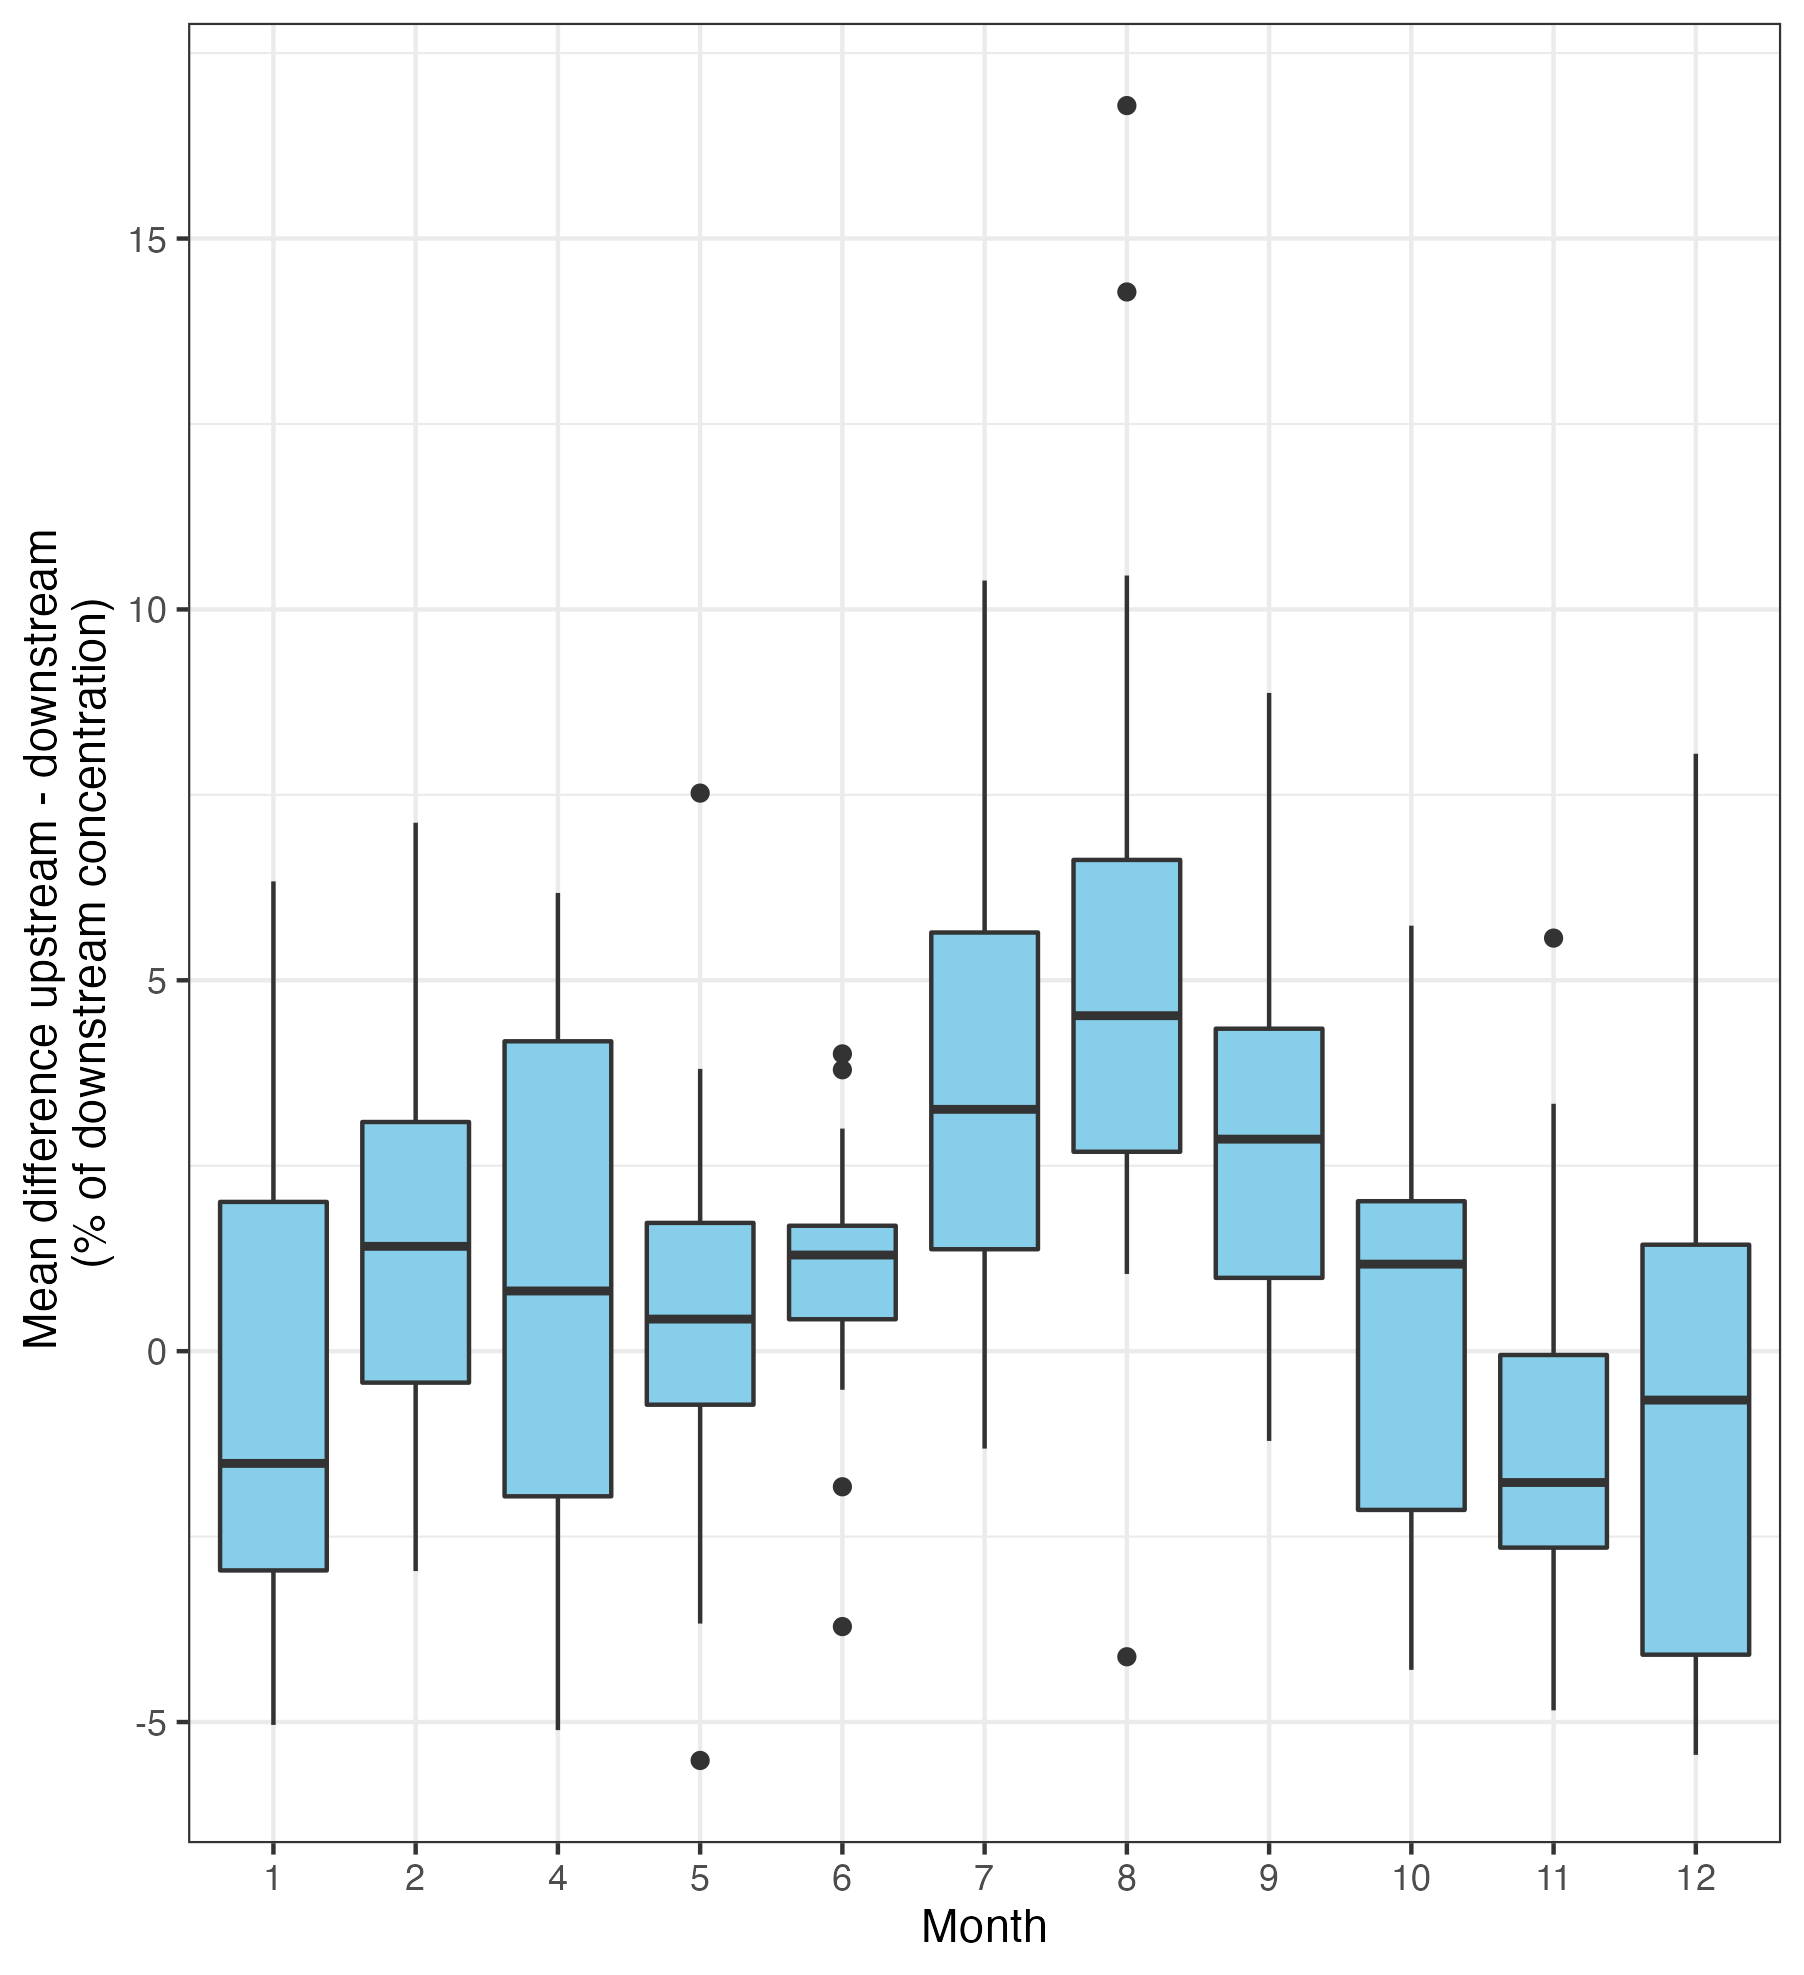 Mean difference upstream - downstream
(% of downstream concentration)
15
10
5
0
-5
1 2 4 5 6 7 8 9 10 11 12
Month